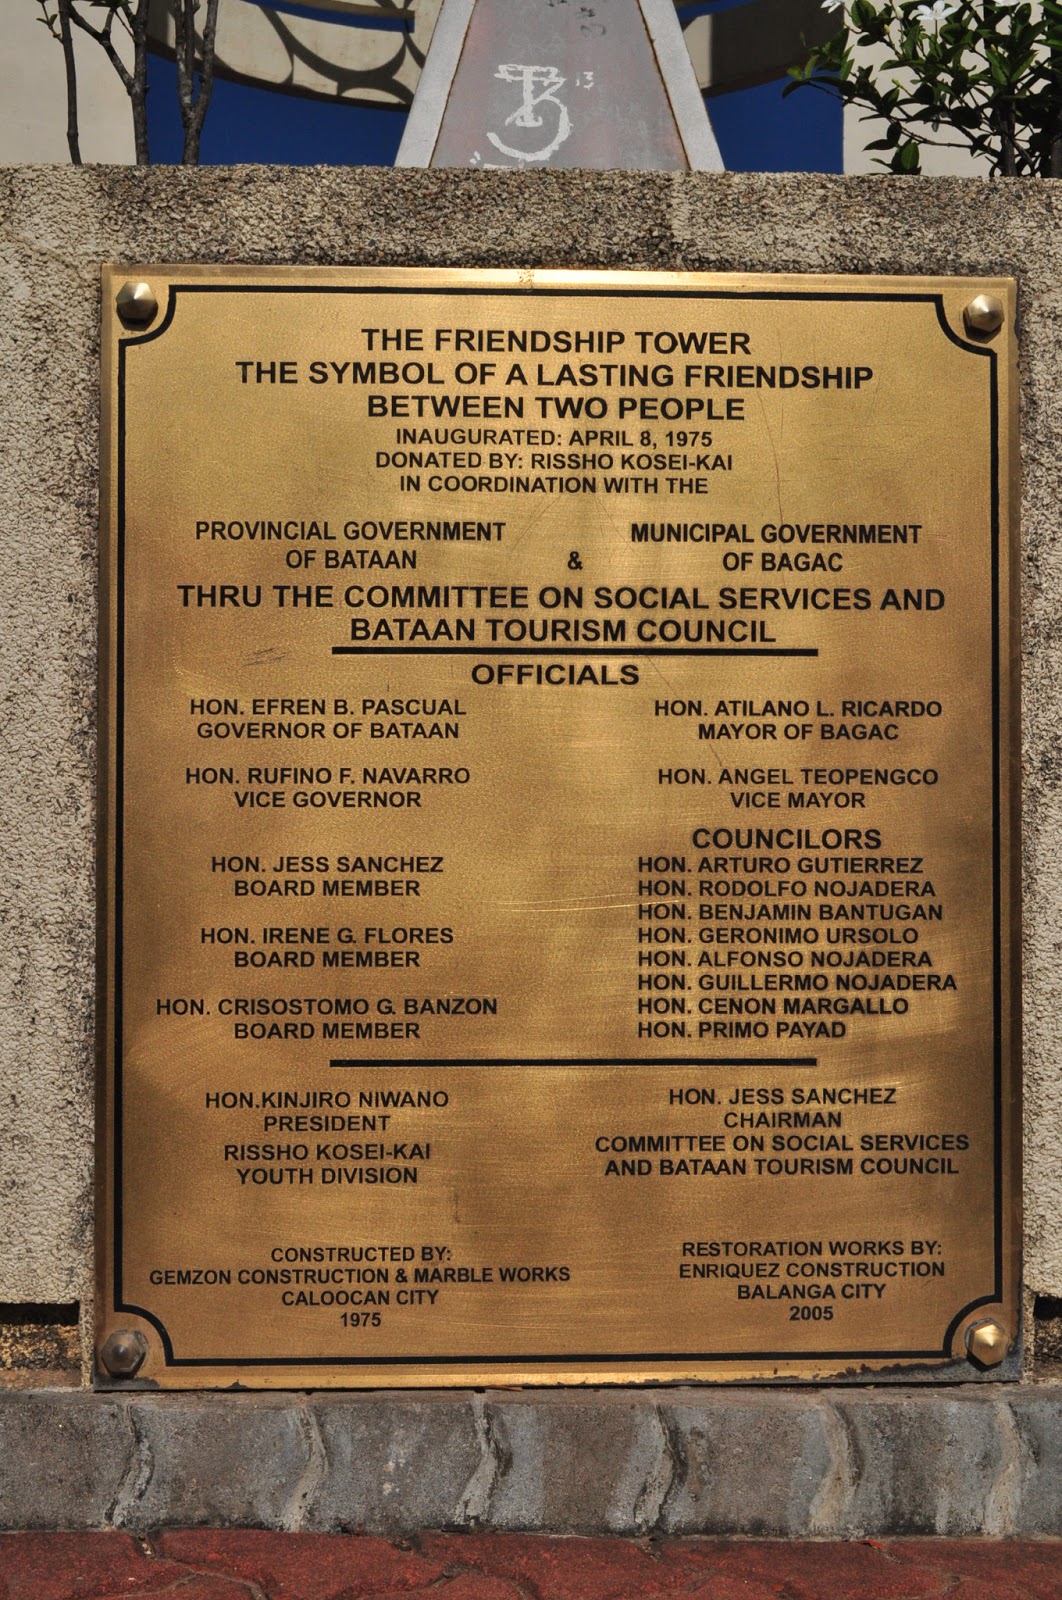 THE FRIENDSHIP TOWER
THE SYMBOL OF A LASTING FRIENDSHIP
BETWEEN TWO PEOPLE
INAUGURATED: APRIL 8, 1975
DONATED BY: RISSHO KOSEI-KAI
IN COORDINATION WITH THE
PROVINCIAL GOVERNMENT
OF BATAAN
&
MUNICIPAL GOVERNMENT
OF BAGAC
THRU THE COMMITTEE ON SOCIAL SERVICES AND
BATAAN TOURISM COUNCIL
OFFICIALS
HON. EFREN B. PASCUAL
GOVERNOR OF BATAAN
HON. RUFINO F. NAVARRO
VICE GOVERNOR
HON. JESS SANCHEZ
BOARD MEMBER
HON. IRENE G. FLORES
BOARD MEMBER
HON. CRISOSTOMO G. BANZON
BOARD MEMBER
HON. ATILANO L. RICARDO
MAYOR OF BAGAC
HON. ANGEL TEOPENGCO
VICE MAYOR
COUNCILORS
HON. ARTURO GUTIERREZ
HON. RODOLFO NOJADERA
HON. BENJAMIN BANTUGAN
HON. GERONIMO URSOLO
HON. ALFONSO NOJADERA
HON. GUILLERMO NOJADERA
HON. CENON MARGALLO
HON. PRIMO PAYAD
HON.KINJIRO NIWANO
PRESIDENT
RISSHO KOSEI-KAI
YOUTH DIVISION
HON. JESS SANCHEZ
CHAIRMAN
COMMITTEE ON SOCIAL SERVICES
AND BATAAN TOURISM COUNCIL
CONSTRUCTED BY:
GEMZON CONSTRUCTION & MARBLE WORKS
CALOOCAN CITY
1975
RESTORATION WORKS BY:
ENRIQUEZ CONSTRUCTION
BALANGA CITY
2005